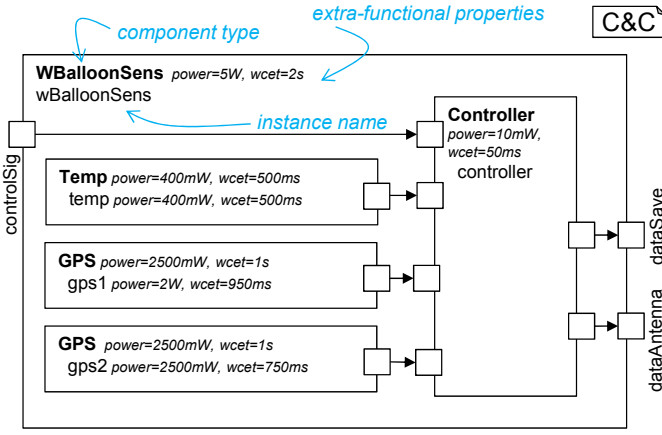 extra-functional properties
component type
C&C
WBalloonSens power=5W, wcet=2s
wBalloonSens
instance name
Controller
power=10mW,
wcet=50ms
controller
controlSig
Temp power=400mW, wcet=500ms
temp power=400mW, wcet=500ms
GPS power=2500mW, wcet=1s
gps1 power=2W, wcet=950ms
GPS power=2500mW, wcet=1s
gps2 power=2500mW, wcet=750ms
dataSave
dataAntenna